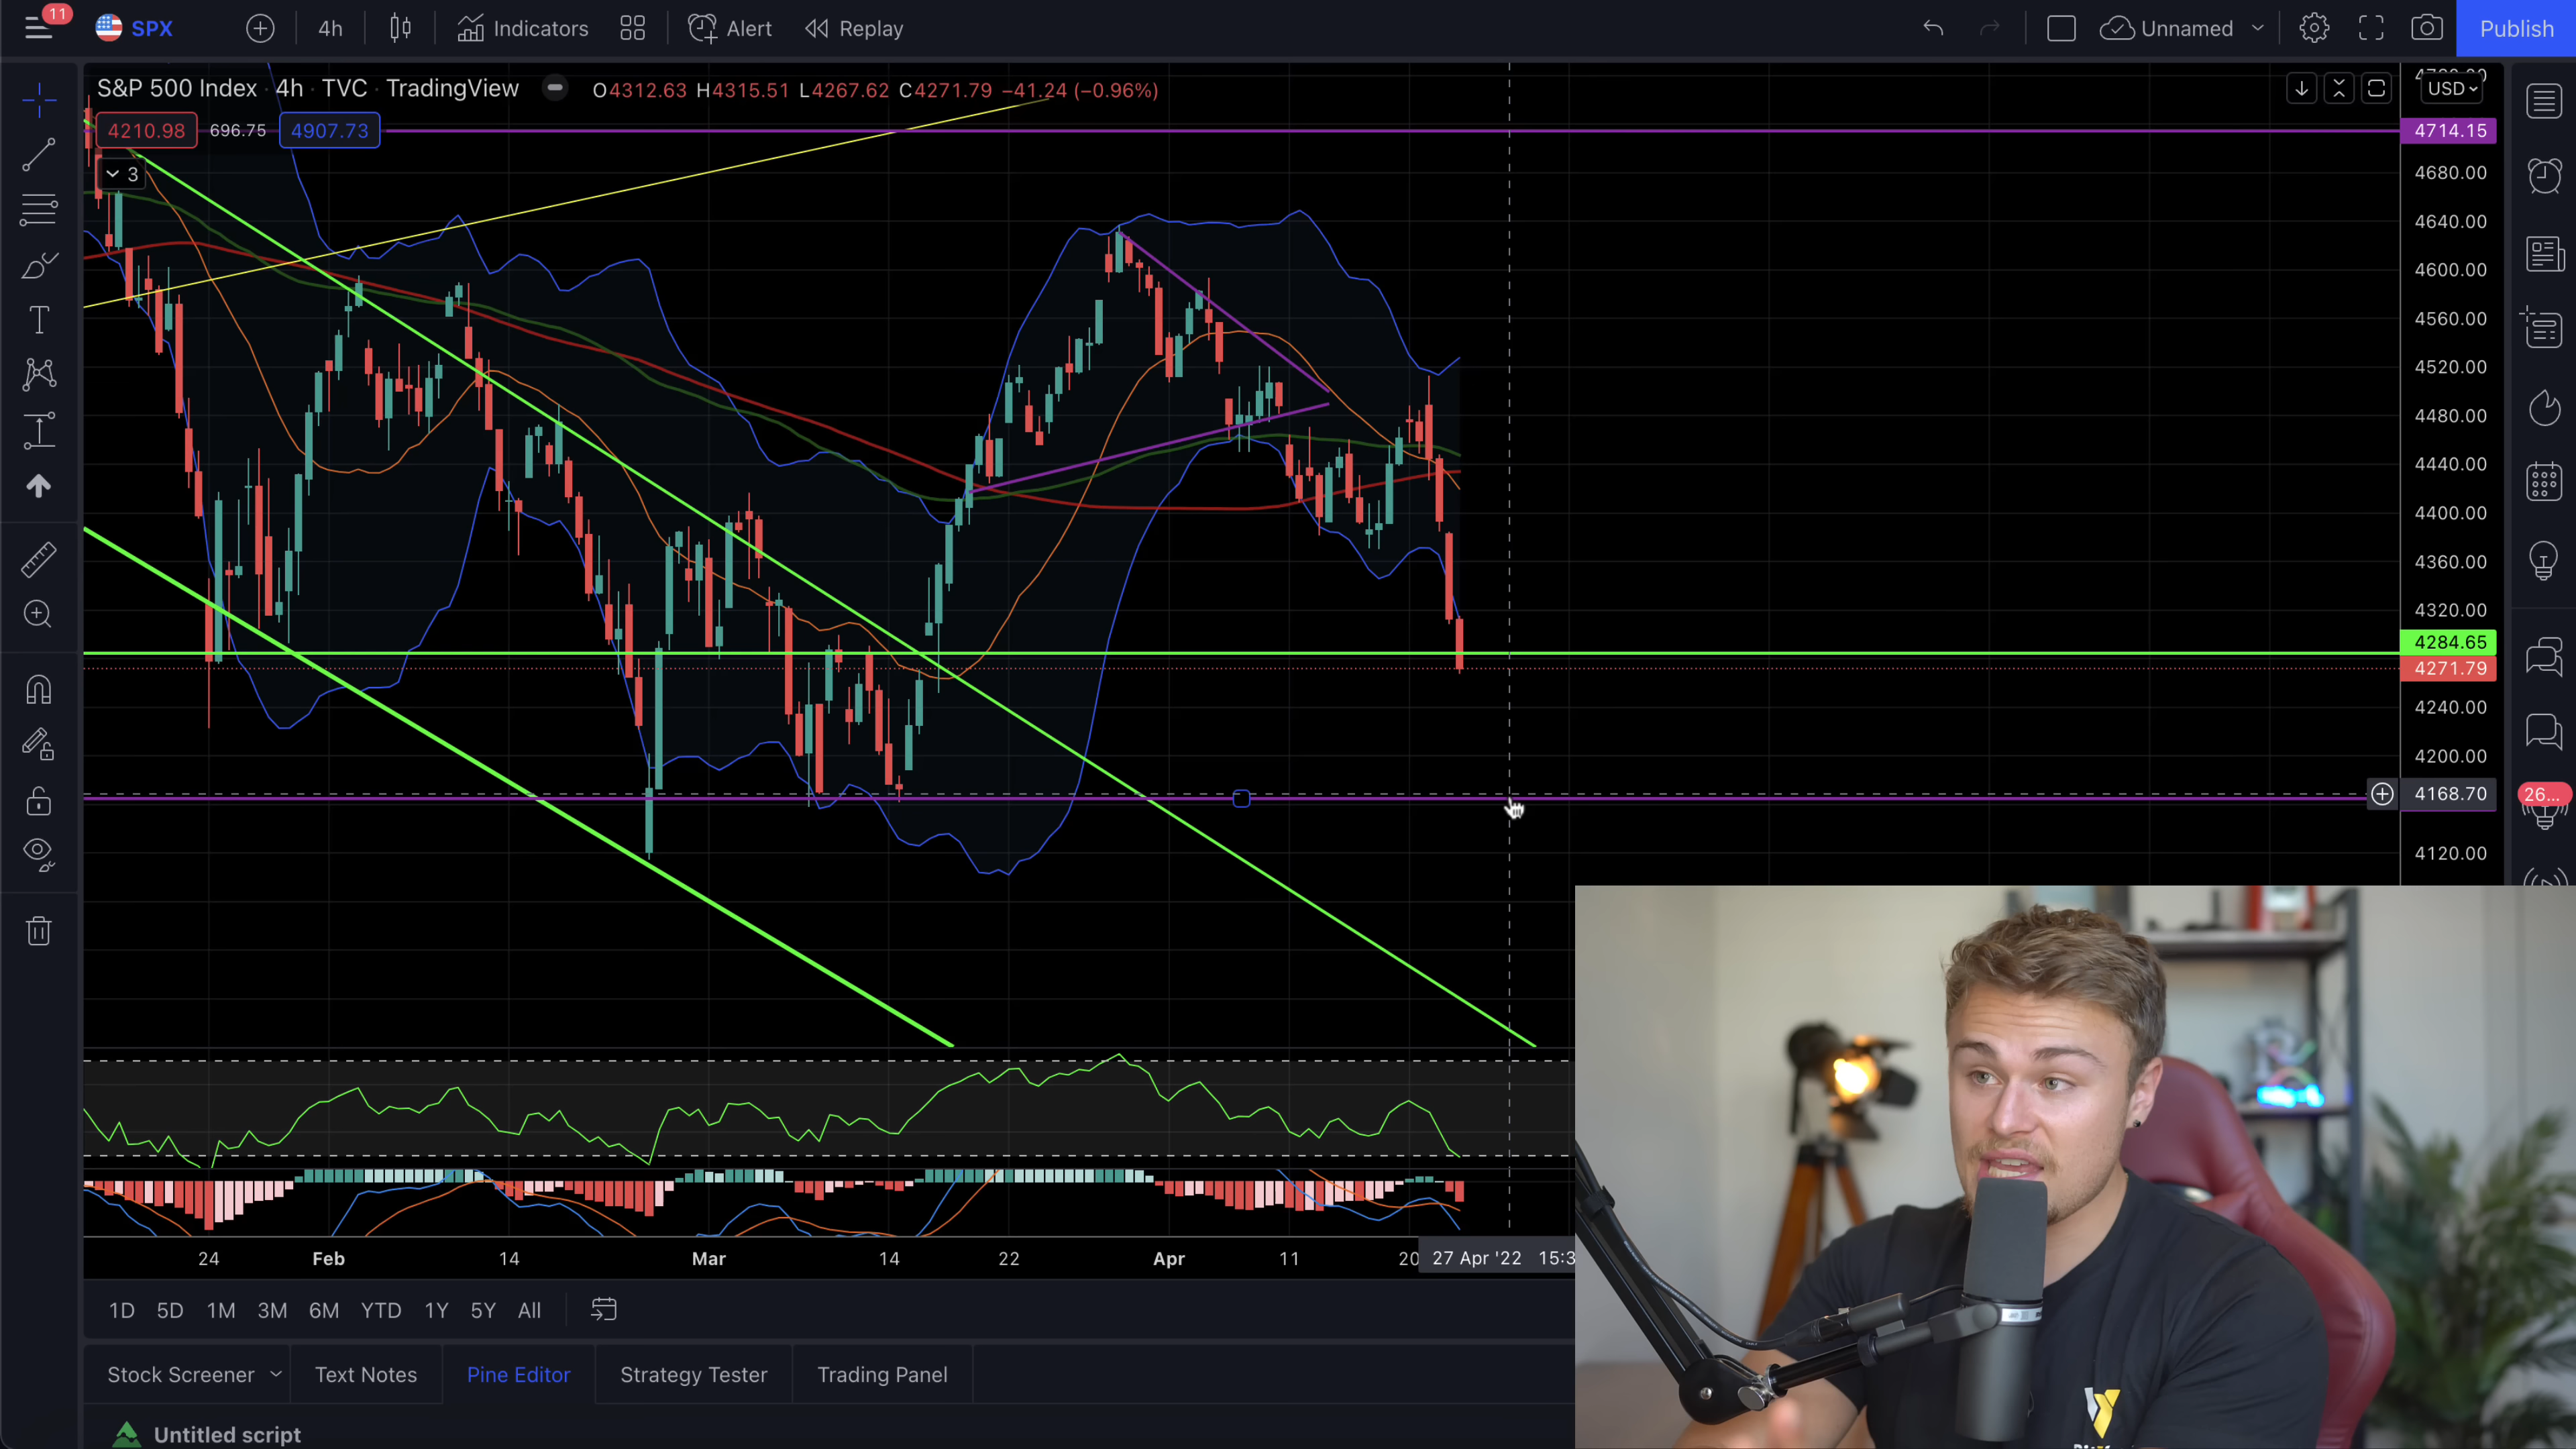 11
SPX
4h
Indicators
Alert
Replay
Unnamed
Publish
S&P 500 Index · 4h · TVC · TradingView
O4312.63 H4315.51 L4267.62 C4271.79 −41.24 (−0.96%)
USD
4210.98 696.75 4907.73
3
4714.15
4680.00
4640.00
4600.00
4560.00
4520.00
4480.00
4440.00
4400.00
4360.00
4320.00
4284.65
4271.79
4240.00
4200.00
4168.70
26...
4120.00
24 Feb 14 Mar 14 22 Apr 11 20 27 Apr '22 15:3
1D 5D 1M 3M 6M YTD 1Y 5Y All
Stock Screener Text Notes Pine Editor Strategy Tester Trading Panel
Untitled script